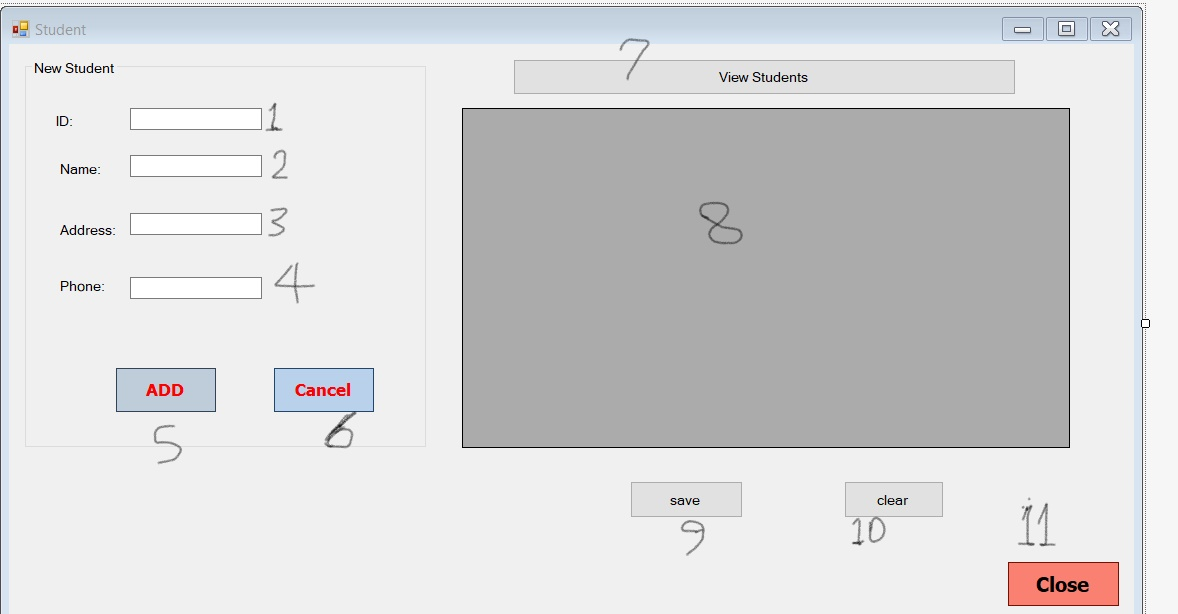 Student
New Student
ID: 1
Name: 2
Address: 3
Phone: 4
ADD Cancel
5 6
7
View Students
8
save clear
9 10 11
Close